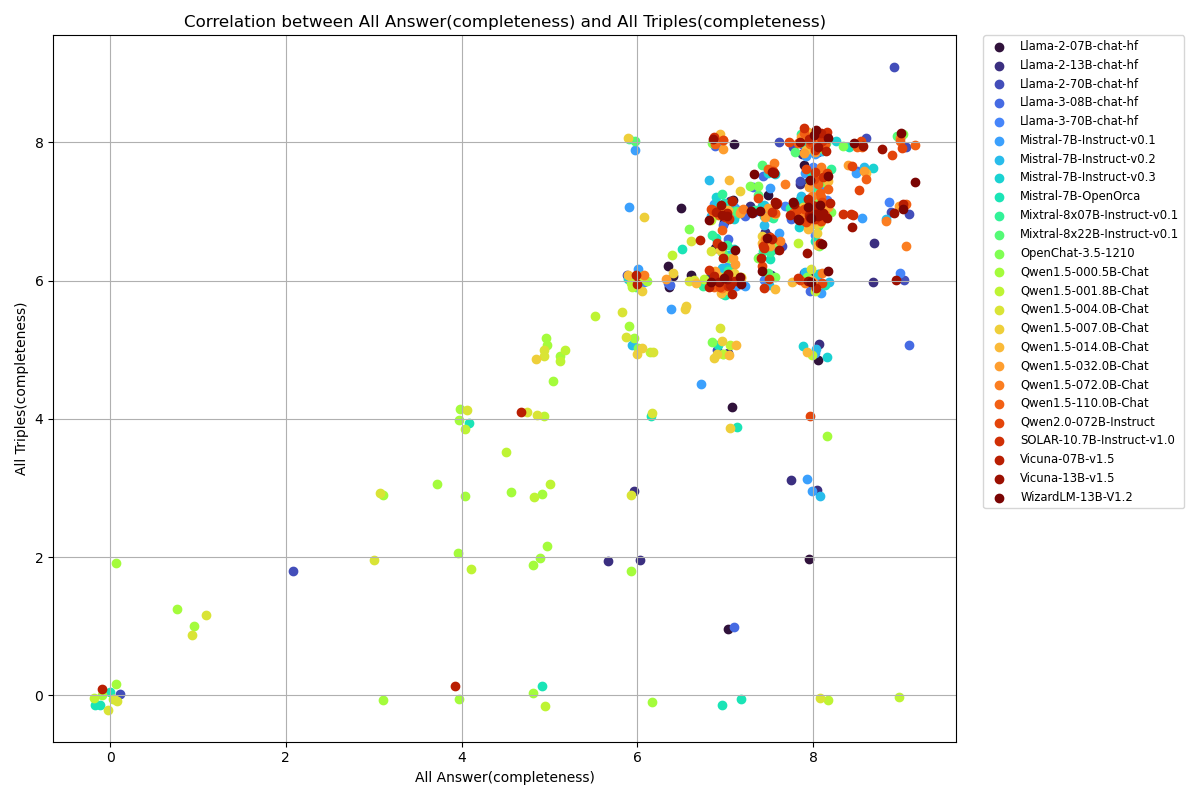 Correlation between All Answer(completeness) and All Triples(completeness)
All Triples(completeness)
8
6
4
2
0
0 2 4 6 8
All Answer(completeness)
Llama-2-07B-chat-hf
Llama-2-13B-chat-hf
Llama-2-70B-chat-hf
Llama-3-08B-chat-hf
Llama-3-70B-chat-hf
Mistral-7B-Instruct-v0.1
Mistral-7B-Instruct-v0.2
Mistral-7B-Instruct-v0.3
Mistral-7B-OpenOrca
Mixtral-8x07B-Instruct-v0.1
Mixtral-8x22B-Instruct-v0.1
OpenChat-3.5-1210
Qwen1.5-000.5B-Chat
Qwen1.5-001.8B-Chat
Qwen1.5-004.0B-Chat
Qwen1.5-007.0B-Chat
Qwen1.5-014.0B-Chat
Qwen1.5-032.0B-Chat
Qwen1.5-072.0B-Chat
Qwen1.5-110.0B-Chat
Qwen2.0-072B-Instruct
SOLAR-10.7B-Instruct-v1.0
Vicuna-07B-v1.5
Vicuna-13B-v1.5
WizardLM-13B-V1.2